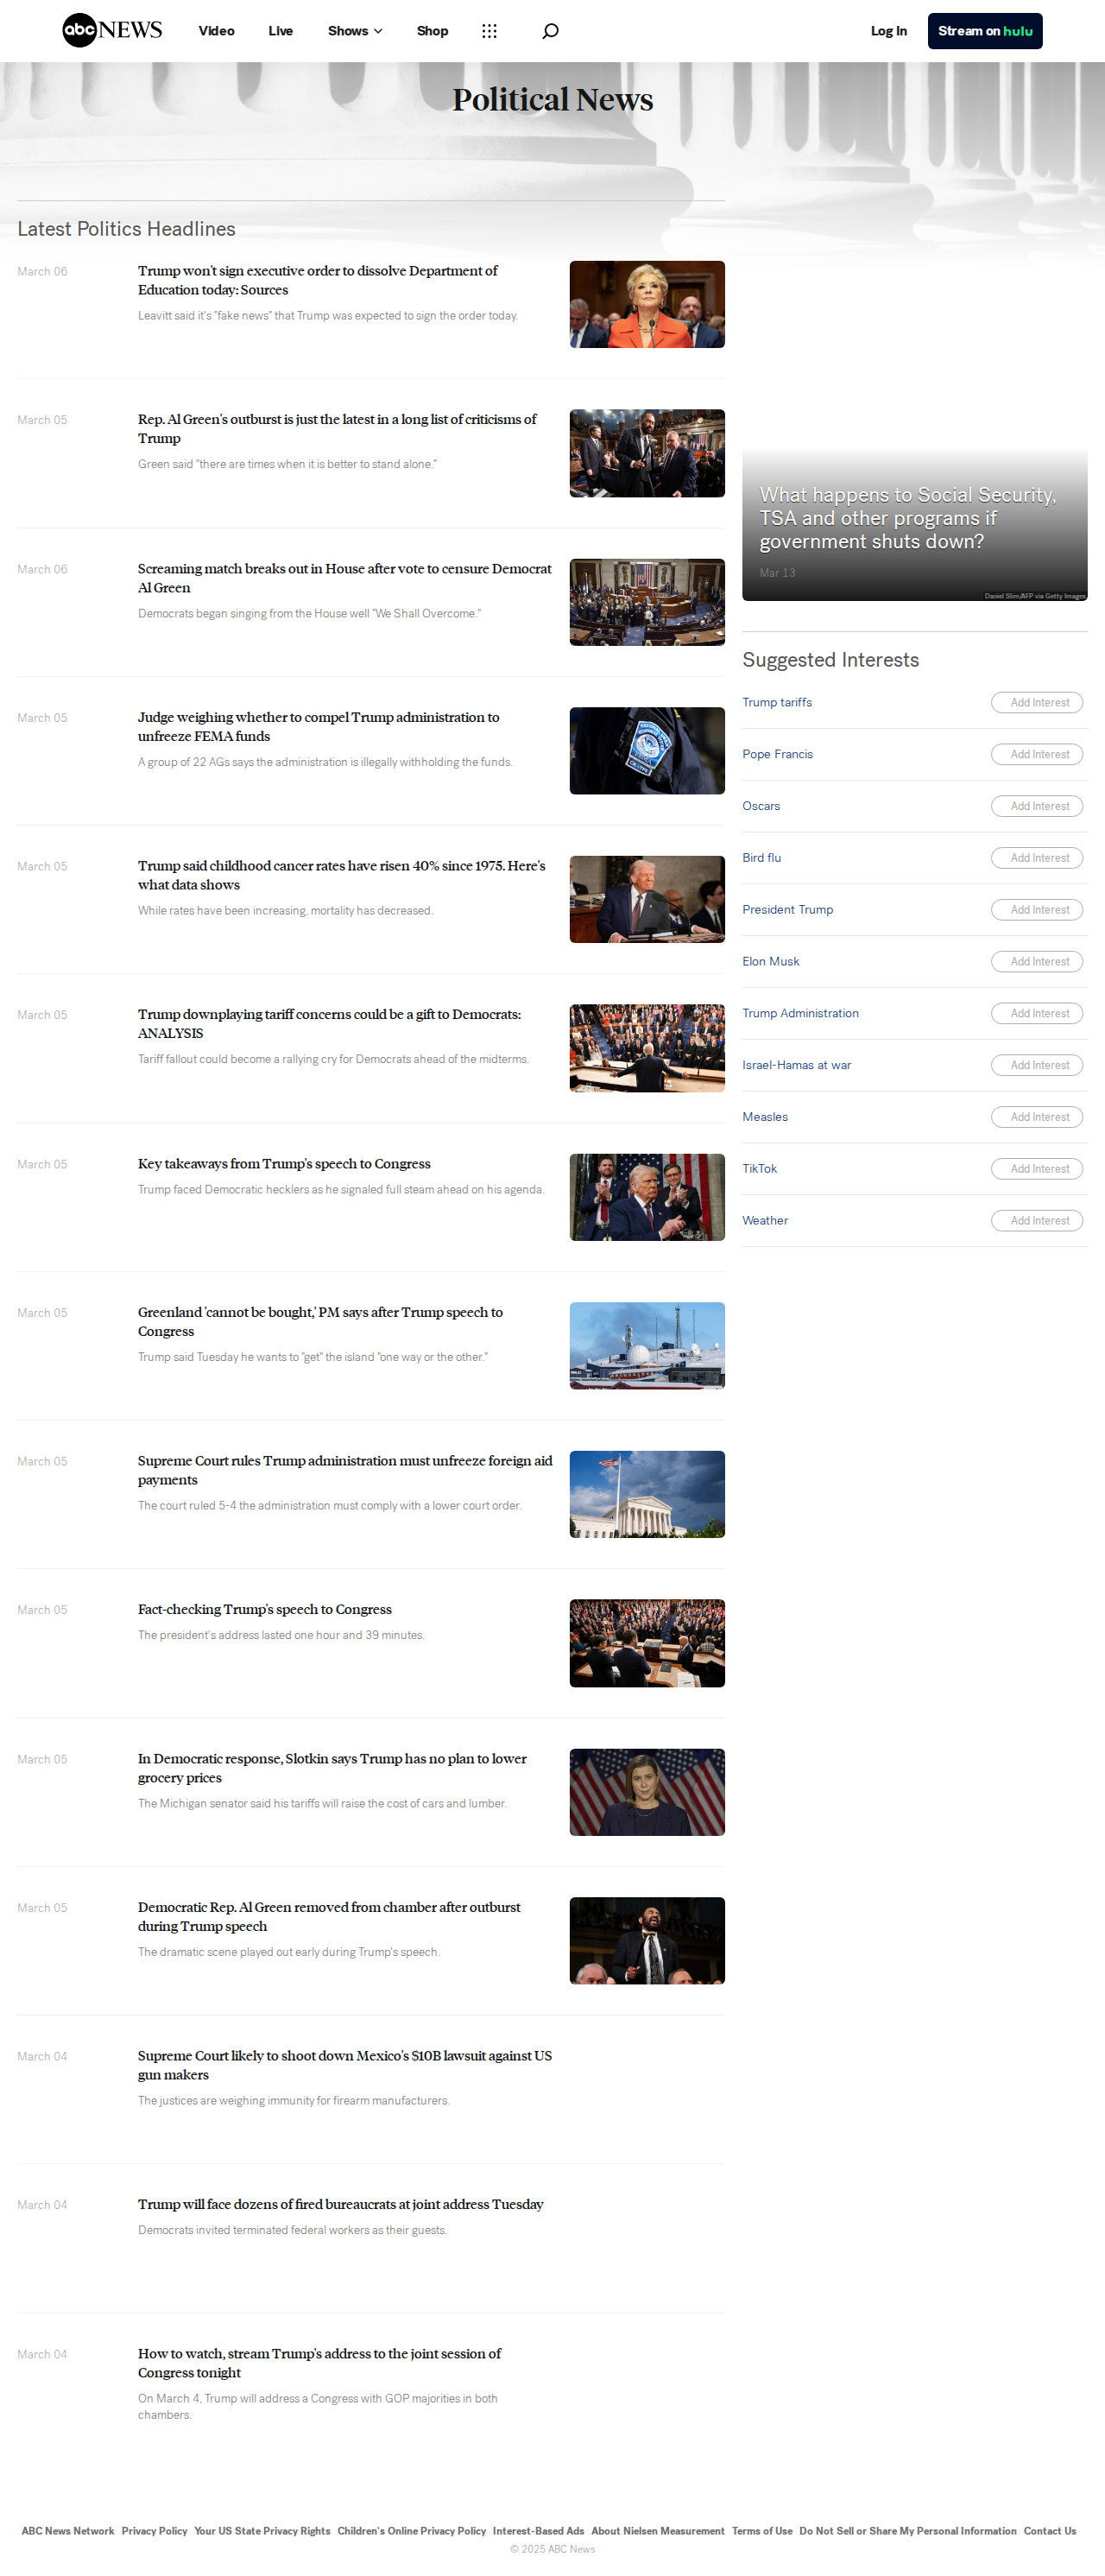 abc NEWS Video Live Shows Shop Log In Stream on hulu
Political News
Latest Politics Headlines
March 06
Trump won't sign executive order to dissolve Department of
Education today: Sources
Leavitt said it's "fake news" that Trump was expected to sign the order today.
March 05
Rep. Al Green's outburst is just the latest in a long list of criticisms of
Trump
Green said "there are times when it is better to stand alone."
March 06
Screaming match breaks out in House after vote to censure Democrat
Al Green
Democrats began singing from the House well "We Shall Overcome."
March 05
Judge weighing whether to compel Trump administration to
unfreeze FEMA funds
A group of 22 AGs says the administration is illegally withholding the funds.
March 05
Trump said childhood cancer rates have risen 40% since 1975. Here's
what data shows
While rates have been increasing, mortality has decreased.
March 05
Trump downplaying tariff concerns could be a gift to Democrats:
ANALYSIS
Tariff fallout could become a rallying cry for Democrats ahead of the midterms.
March 05
Key takeaways from Trump's speech to Congress
Trump faced Democratic hecklers as he signaled full steam ahead on his agenda.
March 05
Greenland 'cannot be bought,' PM says after Trump speech to
Congress
Trump said Tuesday he wants to "get" the island "one way or the other."
March 05
Supreme Court rules Trump administration must unfreeze foreign aid
payments
The court ruled 5-4 the administration must comply with a lower court order.
March 05
Fact-checking Trump's speech to Congress
The president's address lasted one hour and 39 minutes.
March 05
In Democratic response, Slotkin says Trump has no plan to lower
grocery prices
The Michigan senator said his tariffs will raise the cost of cars and lumber.
March 05
Democratic Rep. Al Green removed from chamber after outburst
during Trump speech
The dramatic scene played out early during Trump's speech.
March 04
Supreme Court likely to shoot down Mexico's $10B lawsuit against US
gun makers
The justices are weighing immunity for firearm manufacturers.
March 04
Trump will face dozens of fired bureaucrats at joint address Tuesday
Democrats invited terminated federal workers as their guests.
March 04
How to watch, stream Trump's address to the joint session of
Congress tonight
On March 4, Trump will address a Congress with GOP majorities in both
chambers.
What happens to Social Security,
TSA and other programs if
government shuts down?
Mar 13
Daniel Slim/AFP via Getty Images
Suggested Interests
Trump tariffs Add Interest
Pope Francis Add Interest
Oscars Add Interest
Bird flu Add Interest
President Trump Add Interest
Elon Musk Add Interest
Trump Administration Add Interest
Israel-Hamas at war Add Interest
Measles Add Interest
TikTok Add Interest
Weather Add Interest
ABC News Network Privacy Policy Your US State Privacy Rights Children's Online Privacy Policy Interest-Based Ads About Nielsen Measurement Terms of Use Do Not Sell or Share My Personal Information Contact Us
© 2025 ABC News